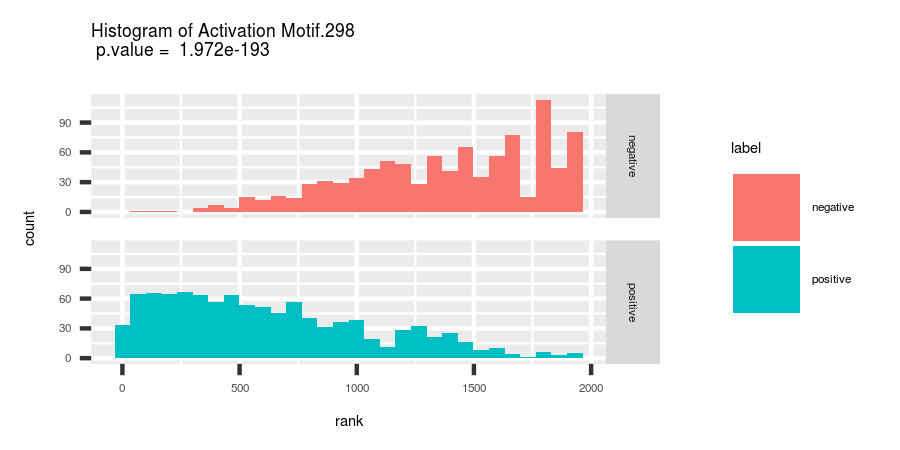 Histogram of Activation Motif.298
p.value = 1.972e-193
count
90
60
30
0
negative
90
60
30
0
positive
0 500 1000 1500 2000
rank
label
negative
positive